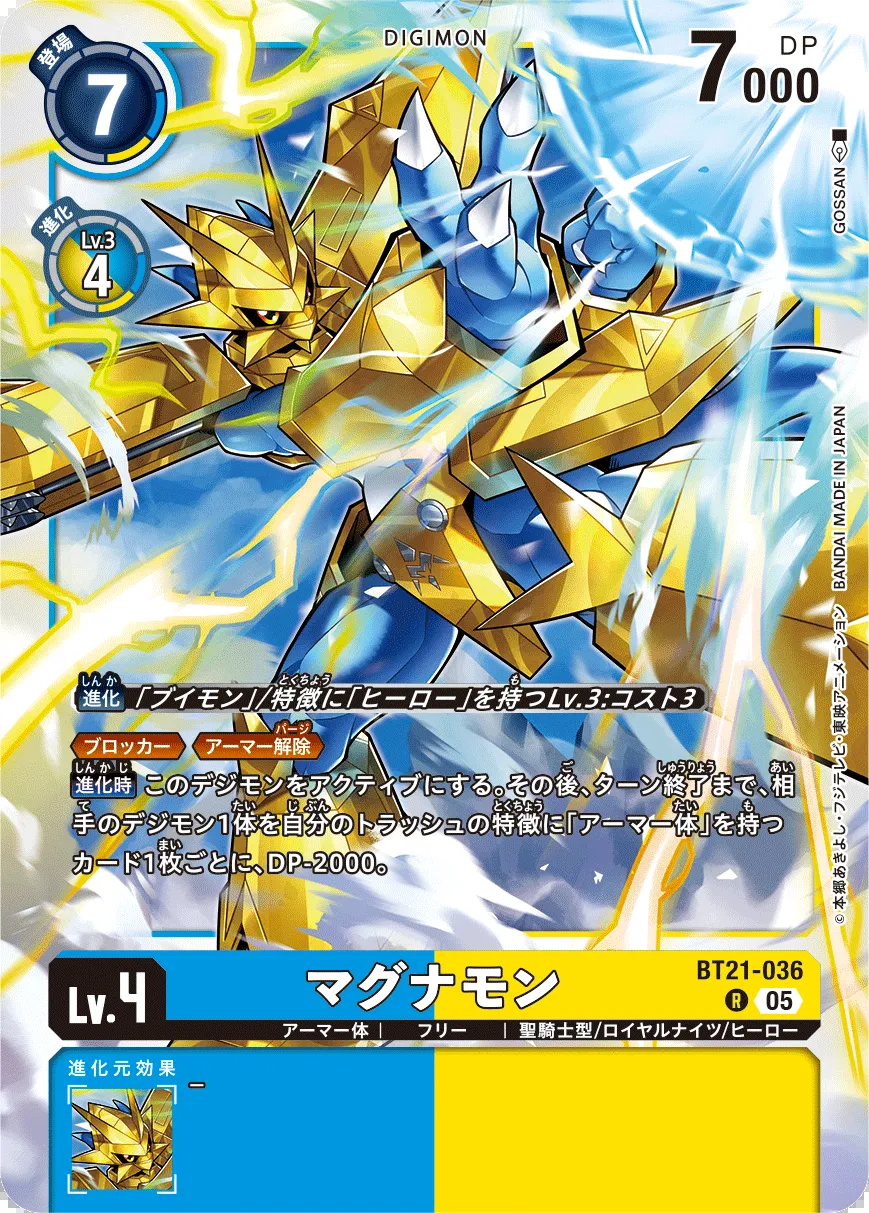 DIGIMON
登場
7
7000
DP
進化
Lv.3
4
GOSSAN
BANDAI MADE IN JAPAN
©本郷あきよし・フジテレビ・東映アニメーション
進化 「ブイモン」/特徴に「ヒーロー」を持つLv.3:コスト3
ブロッカー アーマー解除
進化時 このデジモンをアクティブにする。その後、ターン終了まで、相
手のデジモン1体を自分のトラッシュの特徴に「アーマー体」を持つ
カード1枚ごとに、DP-2000。
Lv.4
マグナモン
BT21-036
R 05
アーマー体 | フリー | 聖騎士型/ロイヤルナイツ/ヒーロー
進化元効果
ー